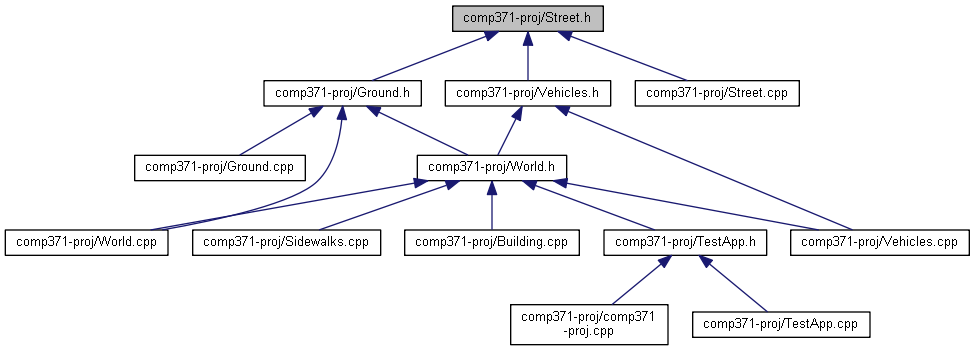 comp371-proj/Street.h
comp371-proj/Ground.h
comp371-proj/Vehicles.h
comp371-proj/Street.cpp
comp371-proj/Ground.cpp
comp371-proj/World.h
comp371-proj/World.cpp
comp371-proj/Sidewalks.cpp
comp371-proj/Building.cpp
comp371-proj/TestApp.h
comp371-proj/Vehicles.cpp
comp371-proj/comp371
-proj.cpp
comp371-proj/TestApp.cpp